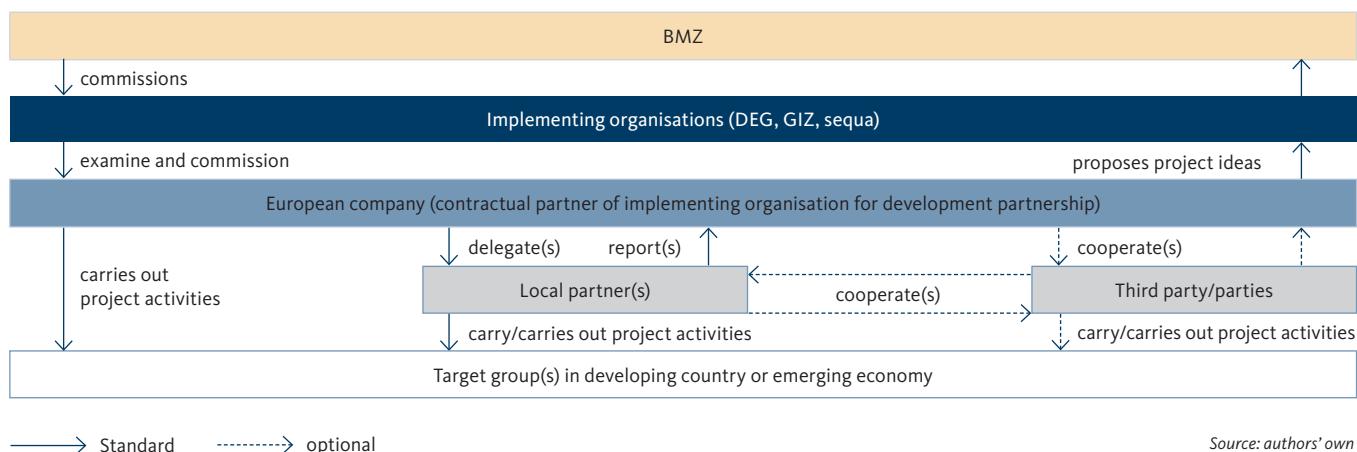 BMZ
commissions
Implementing organisations (DEG, GIZ, sequa)
examine and commission
proposes project ideas
European company (contractual partner of implementing organisation for development partnership)
delegate(s)
report(s)
cooperate(s)
carries out
project activities
Local partner(s)
cooperate(s)
Third party/parties
carry/carries out project activities
carry/carries out project activities
Target group(s) in developing country or emerging economy
Standard
optional
Source: authors' own